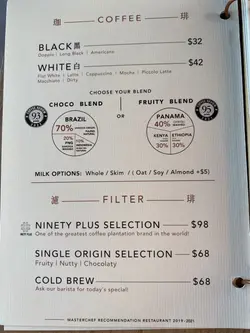 珈 COFFEE 琲
BLACK 黑 $32
Doppio | Long Black | Americano
WHITE 白 $42
Flat White | Latte | Cappuccino | Mocha | Piccolo Latte
Macchiato | Dirty
CHOOSE YOUR BLEND
CHOCO BLEND OR FRUITY BLEND
93
BRAZIL
70%
20%
PNG
PANAMA
40%
KENYA ETHIOPIA
30% 30%
95
MILK OPTIONS: Whole / Skim / ( Oat / Soy / Almond +$5)
濾 FILTER 琲
NINETY PLUS SELECTION $98
One of the greatest coffee plantation brand in the world!
SINGLE ORIGIN SELECTION $68
Fruity | Nutty | Chocolaty
COLD BREW $68
Ask our barista for today's special!
MASTERCHEF RECOMMENDATION RESTAURANT 2019-2021